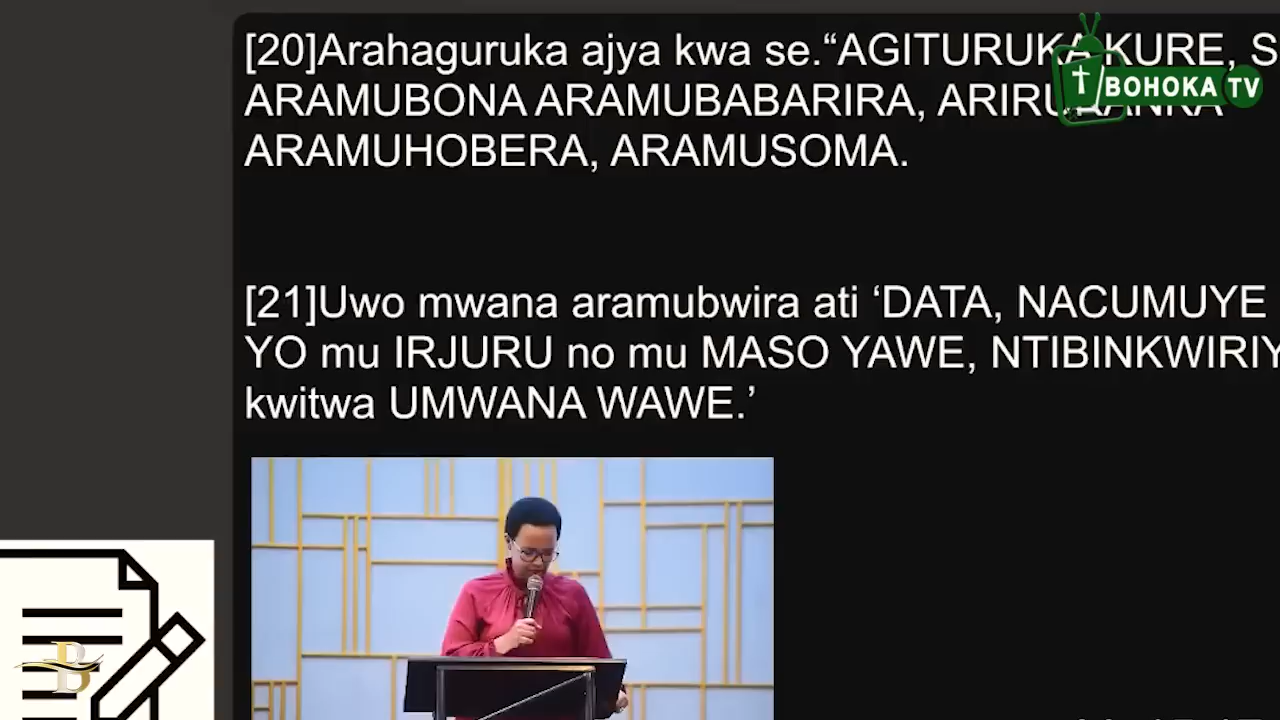 [20]Arahaguruka ajya kwa se.“AGITURUKA KURE,
ARAMUBONA ARAMUBABARIRA,
ARAMUHOBERA, ARAMUSOMA.
[21]Uwo mwana aramubwira ati ‘DATA, NACUMUYE
YO mu IRJURU no mu MASO YAWE,
kwitwa UMWANA WAWE.’
BOHOKA TV
B